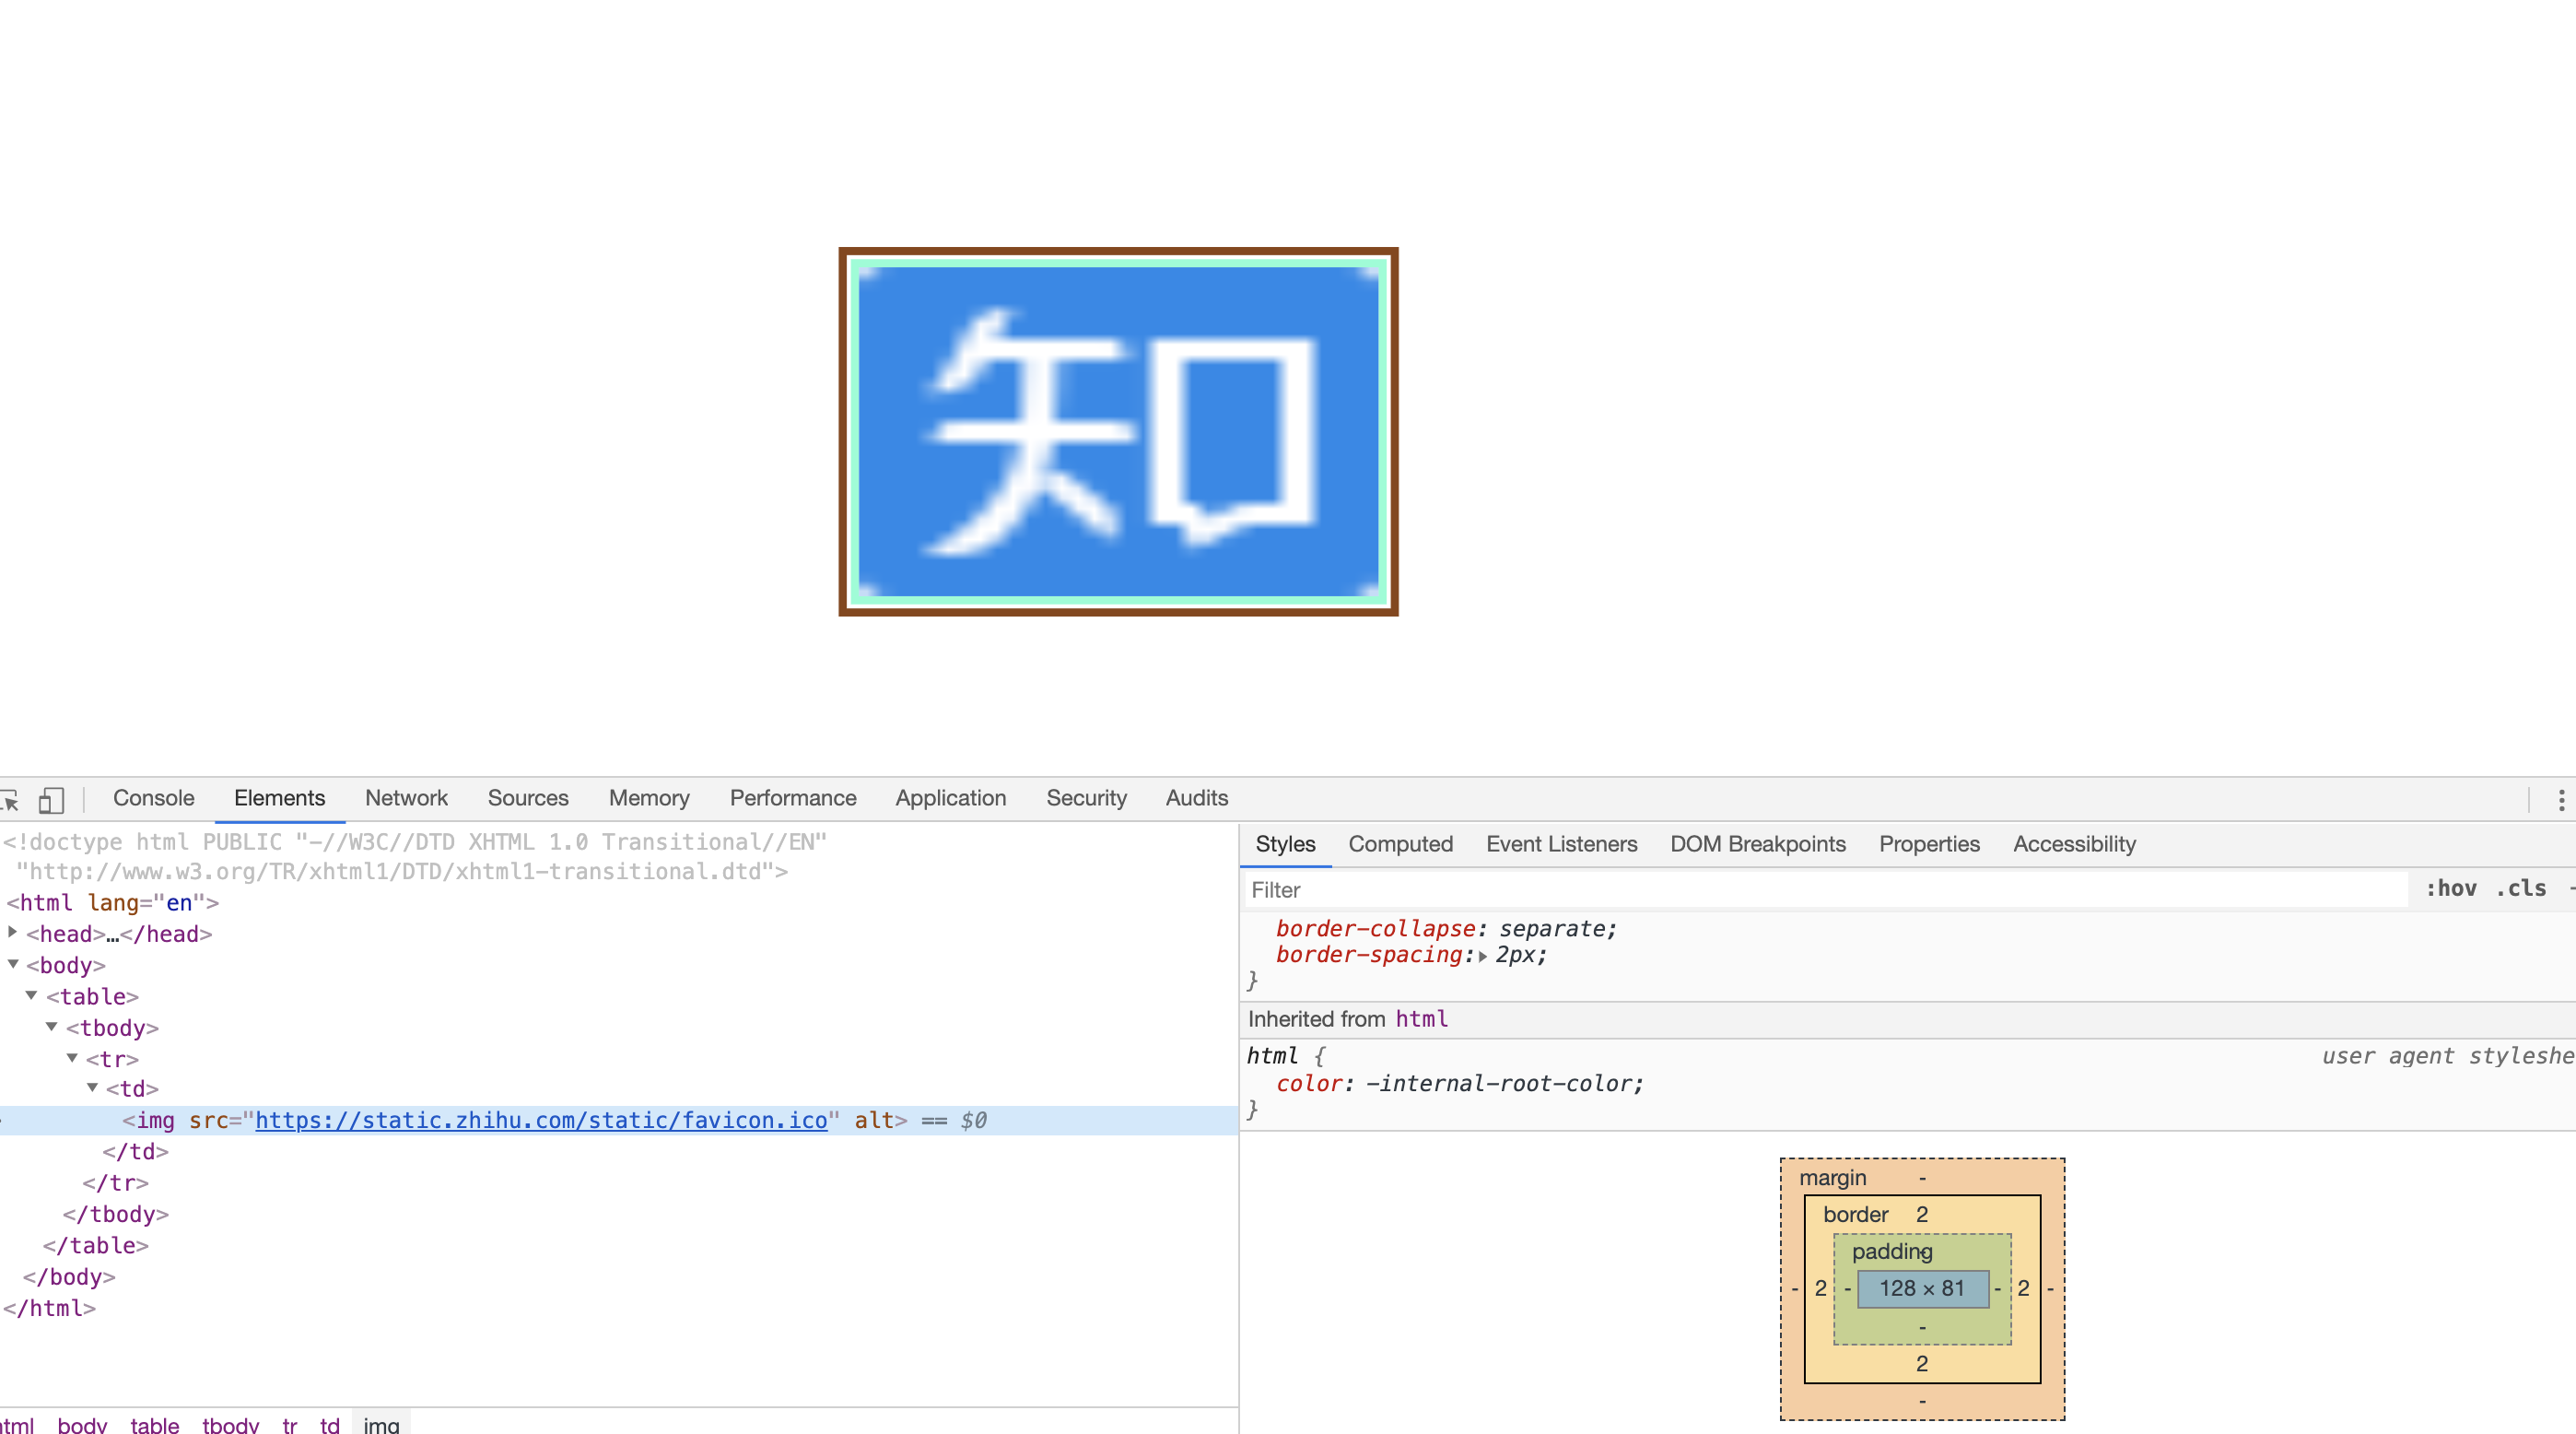 知
Console Elements Network Sources Memory Performance Application Security Audits
<!doctype html PUBLIC "-//W3C//DTD XHTML 1.0 Transitional//EN"
"http://www.w3.org/TR/xhtml1/DTD/xhtml1-transitional.dtd">
<html lang="en">
<head>…</head>
<body>
<table>
<tbody>
<tr>
<td>
<img src="https://static.zhihu.com/static/favicon.ico" alt> == $0
</td>
</tr>
</tbody>
</table>
</body>
</html>
html body table tbody tr td img
Styles Computed Event Listeners DOM Breakpoints Properties Accessibility
Filter :hov .cls
border-collapse: separate;
border-spacing: 2px;
}
Inherited from html
html { user agent styleshe
color: -internal-root-color;
}
margin -
border 2
padding -
- 2 - 128 × 81 - 2 -
-
2
-